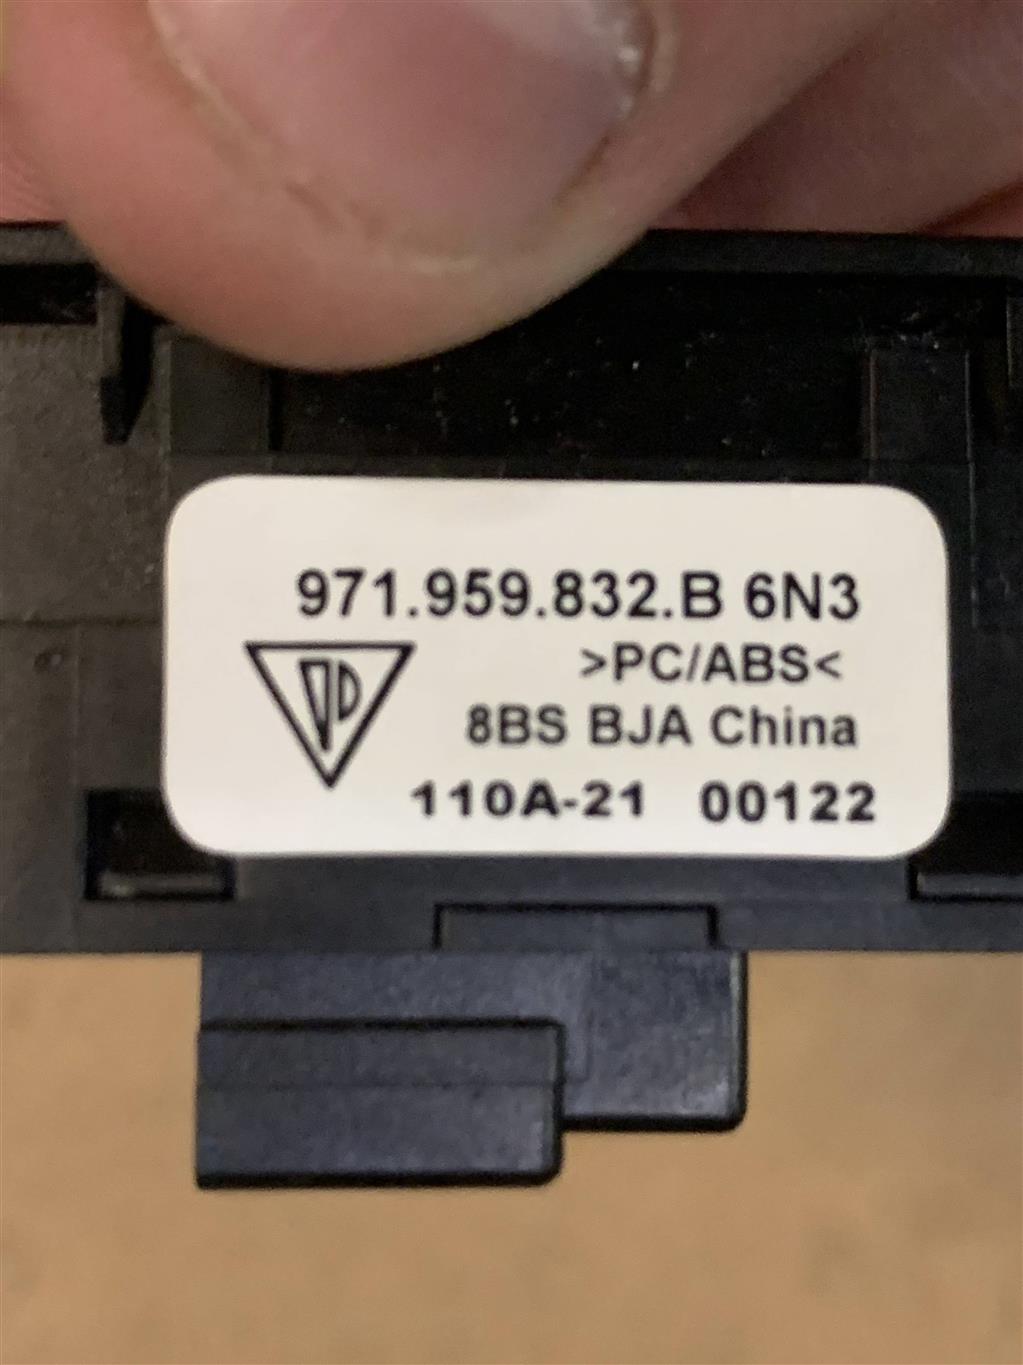 971.959.832.B 6N3
>PC/ABS<
8BS BJA China
110A-21 00122